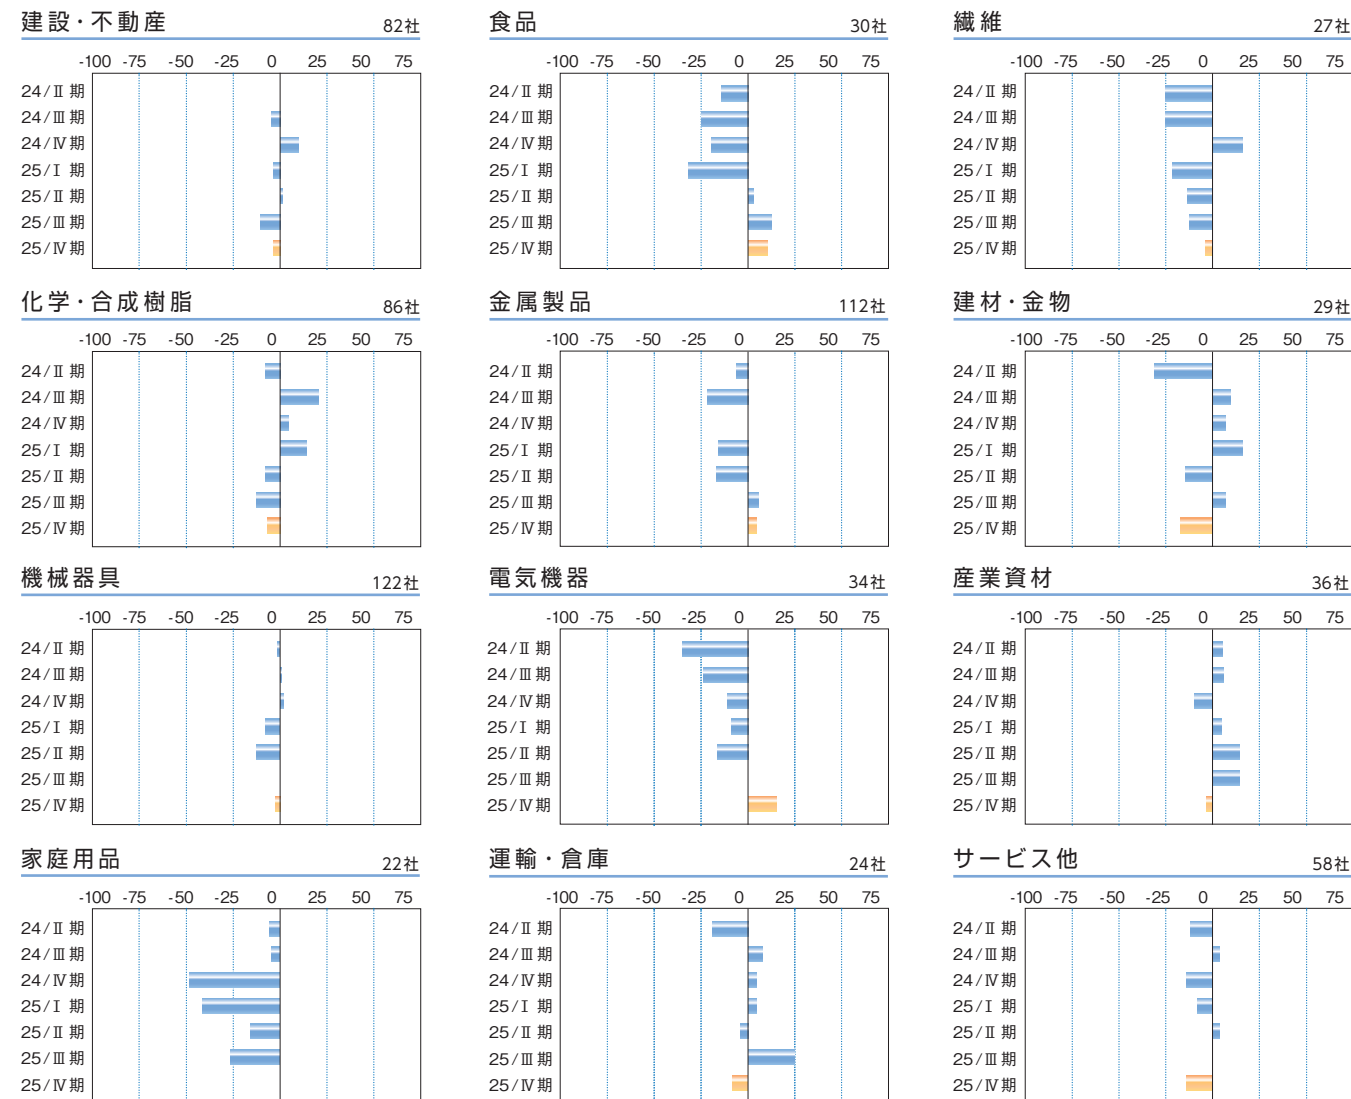 建設・不動産 82社
-100 -75 -50 -25 0 25 50 75
24/Ⅱ期
24/Ⅲ期
24/Ⅳ期
25/Ⅰ期
25/Ⅱ期
25/Ⅲ期
25/Ⅳ期
食品 30社
-100 -75 -50 -25 0 25 50 75
24/Ⅱ期
24/Ⅲ期
24/Ⅳ期
25/Ⅰ期
25/Ⅱ期
25/Ⅲ期
25/Ⅳ期
繊維 27社
-100 -75 -50 -25 0 25 50 75
24/Ⅱ期
24/Ⅲ期
24/Ⅳ期
25/Ⅰ期
25/Ⅱ期
25/Ⅲ期
25/Ⅳ期
化学・合成樹脂 86社
-100 -75 -50 -25 0 25 50 75
24/Ⅱ期
24/Ⅲ期
24/Ⅳ期
25/Ⅰ期
25/Ⅱ期
25/Ⅲ期
25/Ⅳ期
金属製品 112社
-100 -75 -50 -25 0 25 50 75
24/Ⅱ期
24/Ⅲ期
24/Ⅳ期
25/Ⅰ期
25/Ⅱ期
25/Ⅲ期
25/Ⅳ期
建材・金物 29社
-100 -75 -50 -25 0 25 50 75
24/Ⅱ期
24/Ⅲ期
24/Ⅳ期
25/Ⅰ期
25/Ⅱ期
25/Ⅲ期
25/Ⅳ期
機械器具 122社
-100 -75 -50 -25 0 25 50 75
24/Ⅱ期
24/Ⅲ期
24/Ⅳ期
25/Ⅰ期
25/Ⅱ期
25/Ⅲ期
25/Ⅳ期
電気機器 34社
-100 -75 -50 -25 0 25 50 75
24/Ⅱ期
24/Ⅲ期
24/Ⅳ期
25/Ⅰ期
25/Ⅱ期
25/Ⅲ期
25/Ⅳ期
産業資材 36社
-100 -75 -50 -25 0 25 50 75
24/Ⅱ期
24/Ⅲ期
24/Ⅳ期
25/Ⅰ期
25/Ⅱ期
25/Ⅲ期
25/Ⅳ期
家庭用品 22社
-100 -75 -50 -25 0 25 50 75
24/Ⅱ期
24/Ⅲ期
24/Ⅳ期
25/Ⅰ期
25/Ⅱ期
25/Ⅲ期
25/Ⅳ期
運輸・倉庫 24社
-100 -75 -50 -25 0 25 50 75
24/Ⅱ期
24/Ⅲ期
24/Ⅳ期
25/Ⅰ期
25/Ⅱ期
25/Ⅲ期
25/Ⅳ期
サービス他 58社
-100 -75 -50 -25 0 25 50 75
24/Ⅱ期
24/Ⅲ期
24/Ⅳ期
25/Ⅰ期
25/Ⅱ期
25/Ⅲ期
25/Ⅳ期